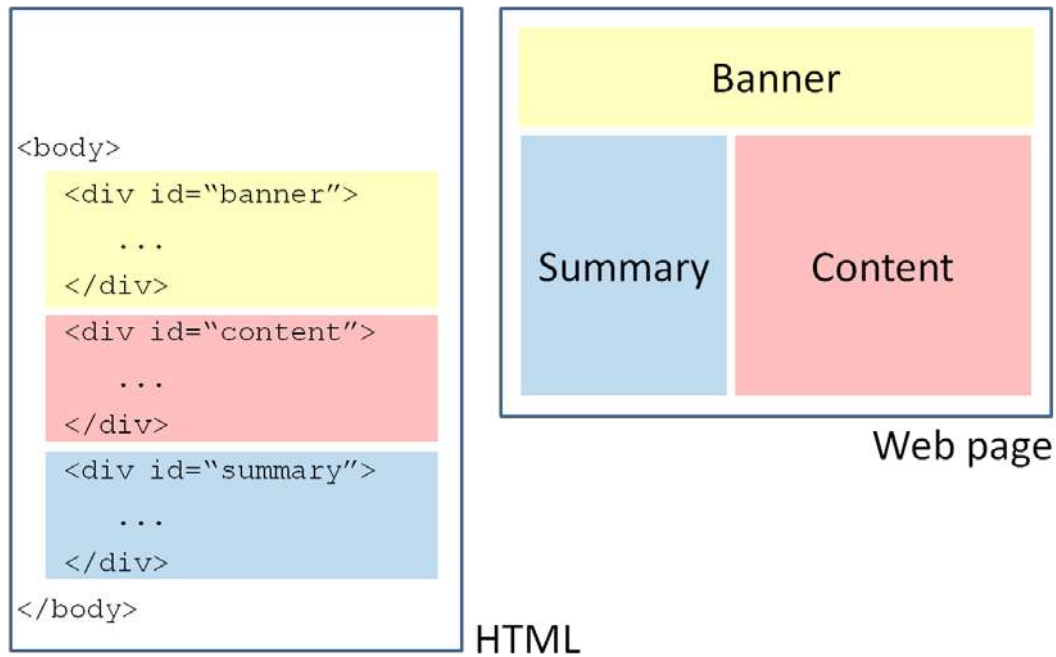 <body>
<div id=“banner”>
...
</div>
<div id=“content”>
...
</div>
<div id=“summary”>
...
</div>
</body>
HTML
Banner
Summary
Content
Web page